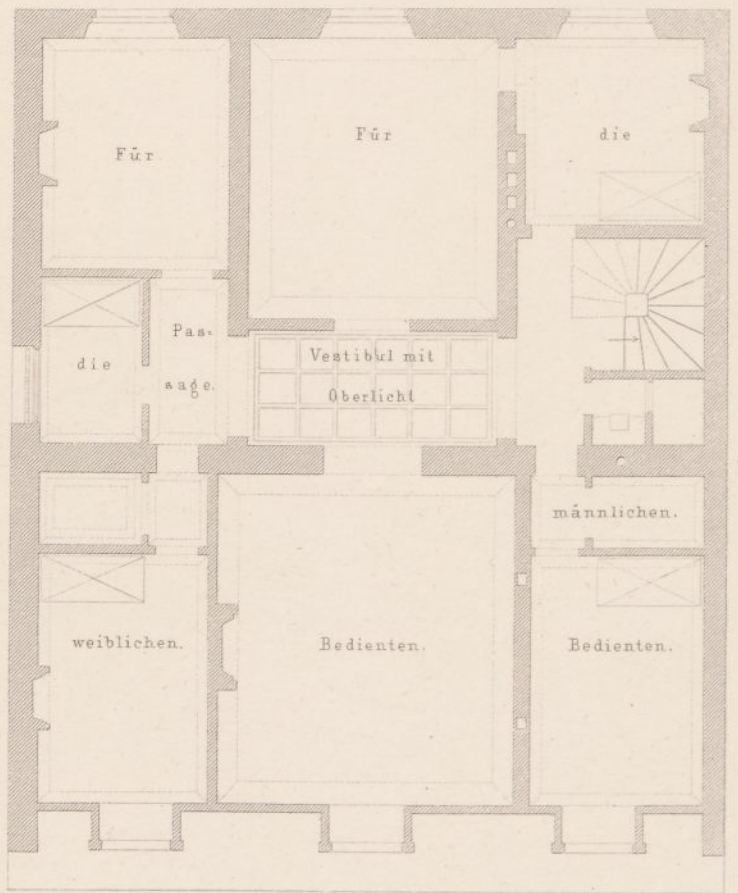 Für
Für
die
Pas-
sage.
die
Vestibul mit
Oberlicht
männlichen.
weiblichen.
Bedienten.
Bedienten.